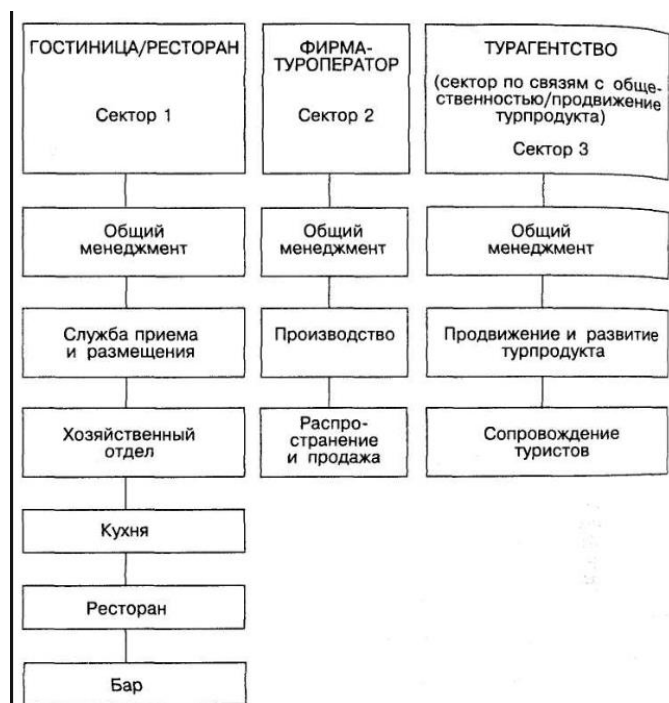 ГОСТИНИЦА/РЕСТОРАН
Сектор 1
Общий
менеджмент
Служба приема
и размещения
Хозяйственный
отдел
Кухня
Ресторан
Бар
ФИРМА-
ТУРОПЕРАТОР
Сектор 2
Общий
менеджмент
Производство
Распро-
странение
и продажа
ТУРАГЕНТСТВО
(сектор по связям с обще-
ственностью/продвижение
турпродукта)
Сектор 3
Общий
менеджмент
Продвижение и развитие
турпродукта
Сопровождение
туристов